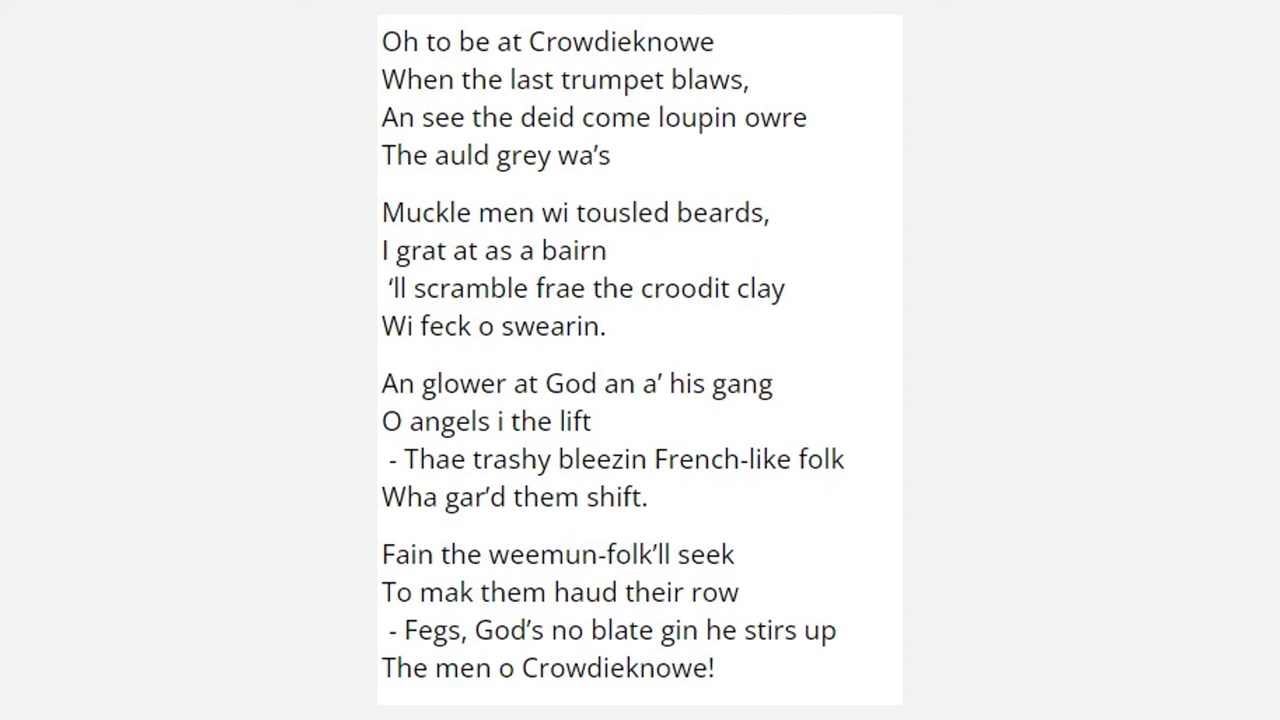 Oh to be at Crowdieknowe
When the last trumpet blaws,
An see the deid come loupin owre
The auld grey wa’s
Muckle men wi tousled beards,
I grat at as a bairn
‘ll scramble frae the croodit clay
Wi feck o swearin.
An glower at God an a’ his gang
O angels i the lift
- Thae trashy bleezin French-like folk
Wha gar’d them shift.
Fain the weemun-folk’ll seek
To mak them haud their row
- Fegs, God’s no blate gin he stirs up
The men o Crowdieknowe!